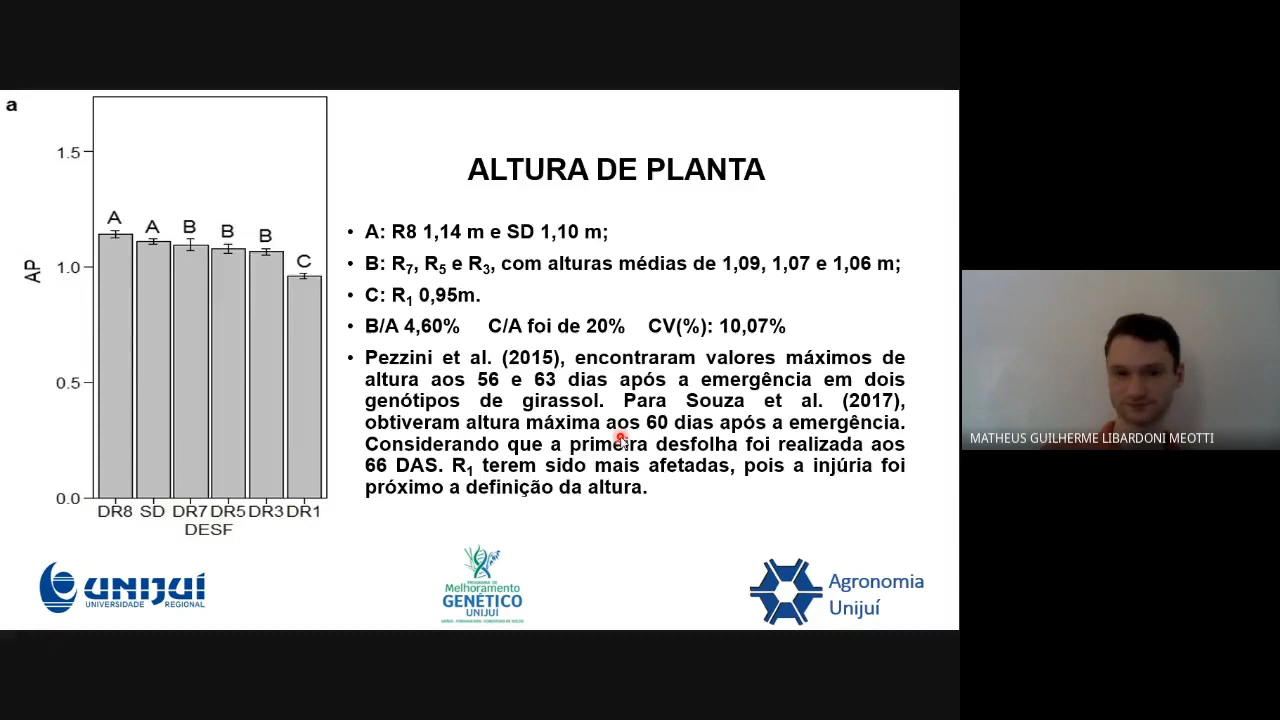 a
1.5
1.0
0.5
0.0
AP
A
A
B
B
B
C
DR8 SD DR7 DR5 DR3 DR1
DESF
ALTURA DE PLANTA
• A: R8 1,14 m e SD 1,10 m;
• B: R7, R5 e R3, com alturas médias de 1,09, 1,07 e 1,06 m;
• C: R1 0,95m.
• B/A 4,60% C/A foi de 20% CV(%): 10,07%
• Pezzini et al. (2015), encontraram valores máximos de
altura aos 56 e 63 dias após a emergência em dois
genótipos de girassol. Para Souza et al. (2017),
obtiveram altura máxima aos 60 dias após a emergência.
Considerando que a primeira desfolha foi realizada aos
66 DAS. R1 terem sido mais afetadas, pois a injúria foi
próximo a definição da altura.
UNIJUÍ
UNIVERSIDADE REGIONAL
PROGRAMA DE
Melhoramento
GENÉTICO
UNIJUÍ
Agronomia
Unijuí
MATHEUS GUILHERME LIBARDONI MEOTTI